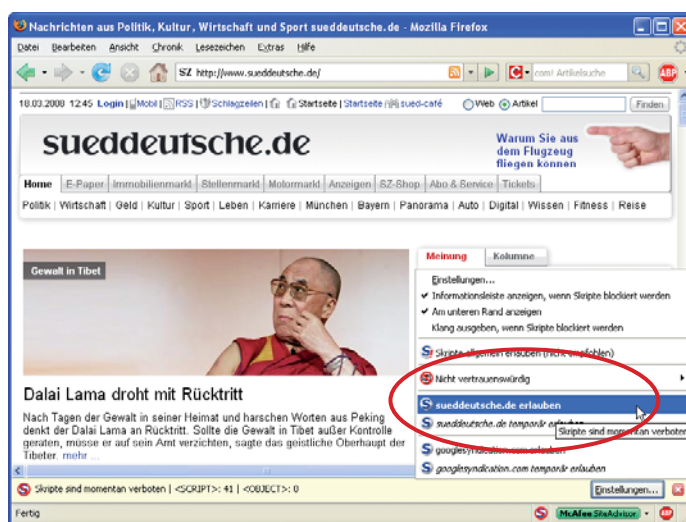 Nachrichten aus Politik, Kultur, Wirtschaft und Sport sueddeutsche.de - Mozilla Firefox
Datei Bearbeiten Ansicht Chronik Lesezeichen Extras Hilfe
SZ http://www.sueddeutsche.de/ com! Artikelsuche ABP
18.03.2008 12:45 Login | Mobil | RSS | Schlagzeilen | Startseite | Startseite sued-café Web Artikel Finden
sueddeutsche.de
Warum Sie aus
dem Flugzeug
fliegen können
Home E-Paper Immobilienmarkt Stellenmarkt Motormarkt Anzeigen SZ-Shop Abo & Service Tickets
Politik | Wirtschaft | Geld | Kultur | Sport | Leben | Karriere | München | Bayern | Panorama | Auto | Digital | Wissen | Fitness | Reise
Gewalt in Tibet
Dalai Lama droht mit Rücktritt
Nach Tagen der Gewalt in seiner Heimat und harschen Worten aus Peking
denkt der Dalai Lama an Rücktritt. Sollte die Gewalt in Tibet außer Kontrolle
geraten, müsse er auf sein Amt verzichten, sagte das geistliche Oberhaupt der
Tibeter. mehr ...
Meinung Kolumne
Einstellungen...
Informationsleiste anzeigen, wenn Skripte blockiert werden
Am unteren Rand anzeigen
Klang ausgeben, wenn Skripte blockiert werden
Skripte allgemein erlauben (nicht empfohlen)
Nicht vertrauenswürdig
sueddeutsche.de erlauben
sueddeutsche.de temporär
Skripte sind momentan verboten
googlesyndication.com erlauben
googlesyndication.com temporär erlauben
Skripte sind momentan verboten | <SCRIPT>: 41 | <OBJECT>: 0 Einstellungen...
Fertig McAfee SiteAdvisor ABP